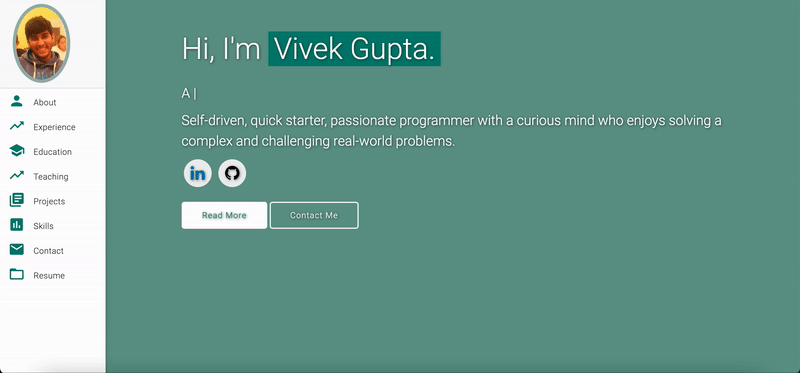 About
Experience
Education
Teaching
Projects
Skills
Contact
Resume
Hi, I'm Vivek Gupta.
A |
Self-driven, quick starter, passionate programmer with a curious mind who enjoys solving a
complex and challenging real-world problems.
in
Read More
Contact Me